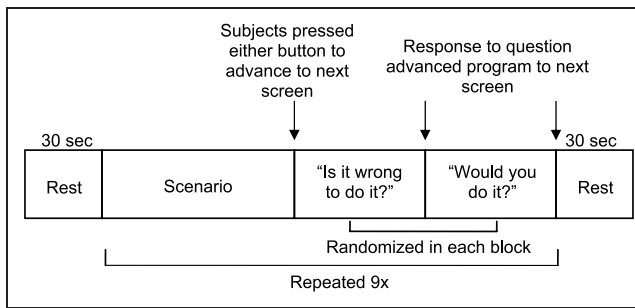 Subjects pressed
either button to
advance to next
screen
Response to question
advanced program to next
screen
30 sec
30 sec
Rest
Scenario
“Is it wrong
to do it?”
“Would you
do it?”
Rest
Randomized in each block
Repeated 9x